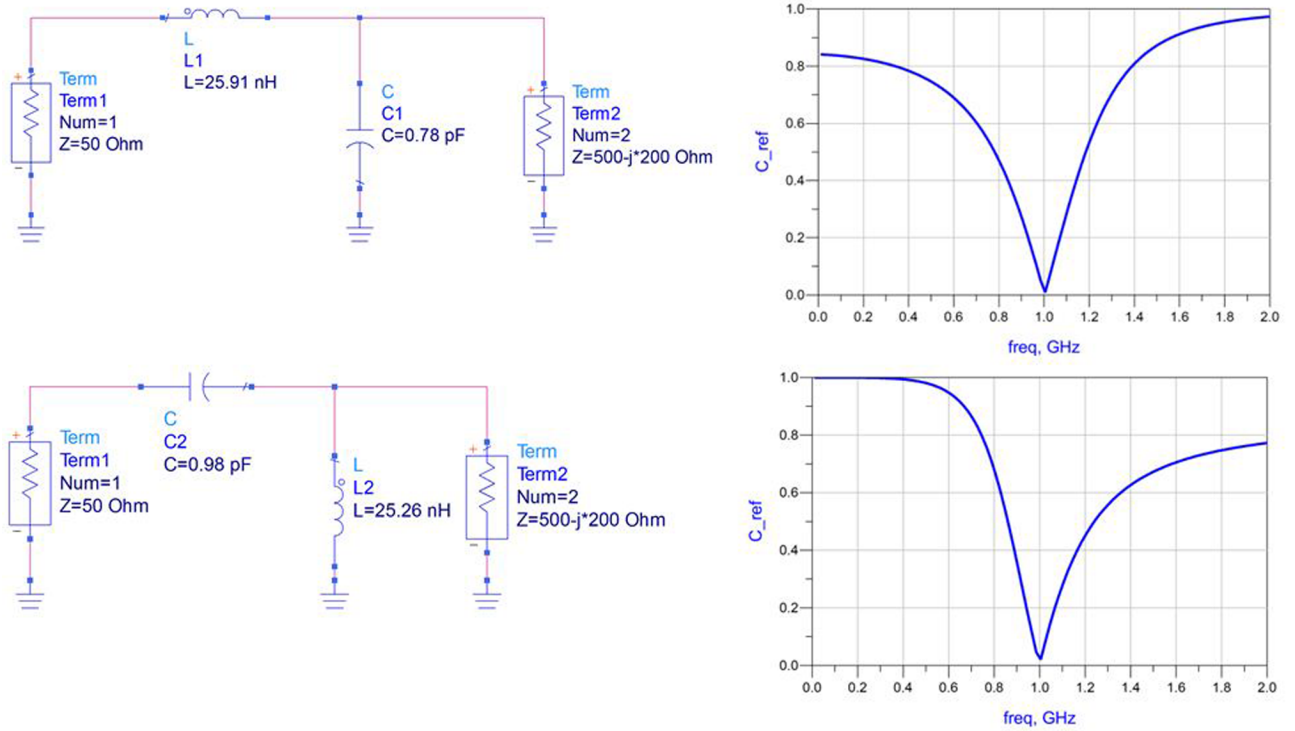 L
L1
L=25.91 nH
+
Term
Term1
Num=1
Z=50 Ohm
−
C
C1
C=0.78 pF
+
Term
Term2
Num=2
Z=500-j*200 Ohm
−
1.0
0.8
0.6
0.4
0.2
0.0
C_ref
0.0 0.2 0.4 0.6 0.8 1.0 1.2 1.4 1.6 1.8 2.0
freq, GHz
C
C2
C=0.98 pF
+
Term
Term1
Num=1
Z=50 Ohm
−
L
L2
L=25.26 nH
+
Term
Term2
Num=2
Z=500-j*200 Ohm
−
1.0
0.8
0.6
0.4
0.2
0.0
C_ref
0.0 0.2 0.4 0.6 0.8 1.0 1.2 1.4 1.6 1.8 2.0
freq, GHz